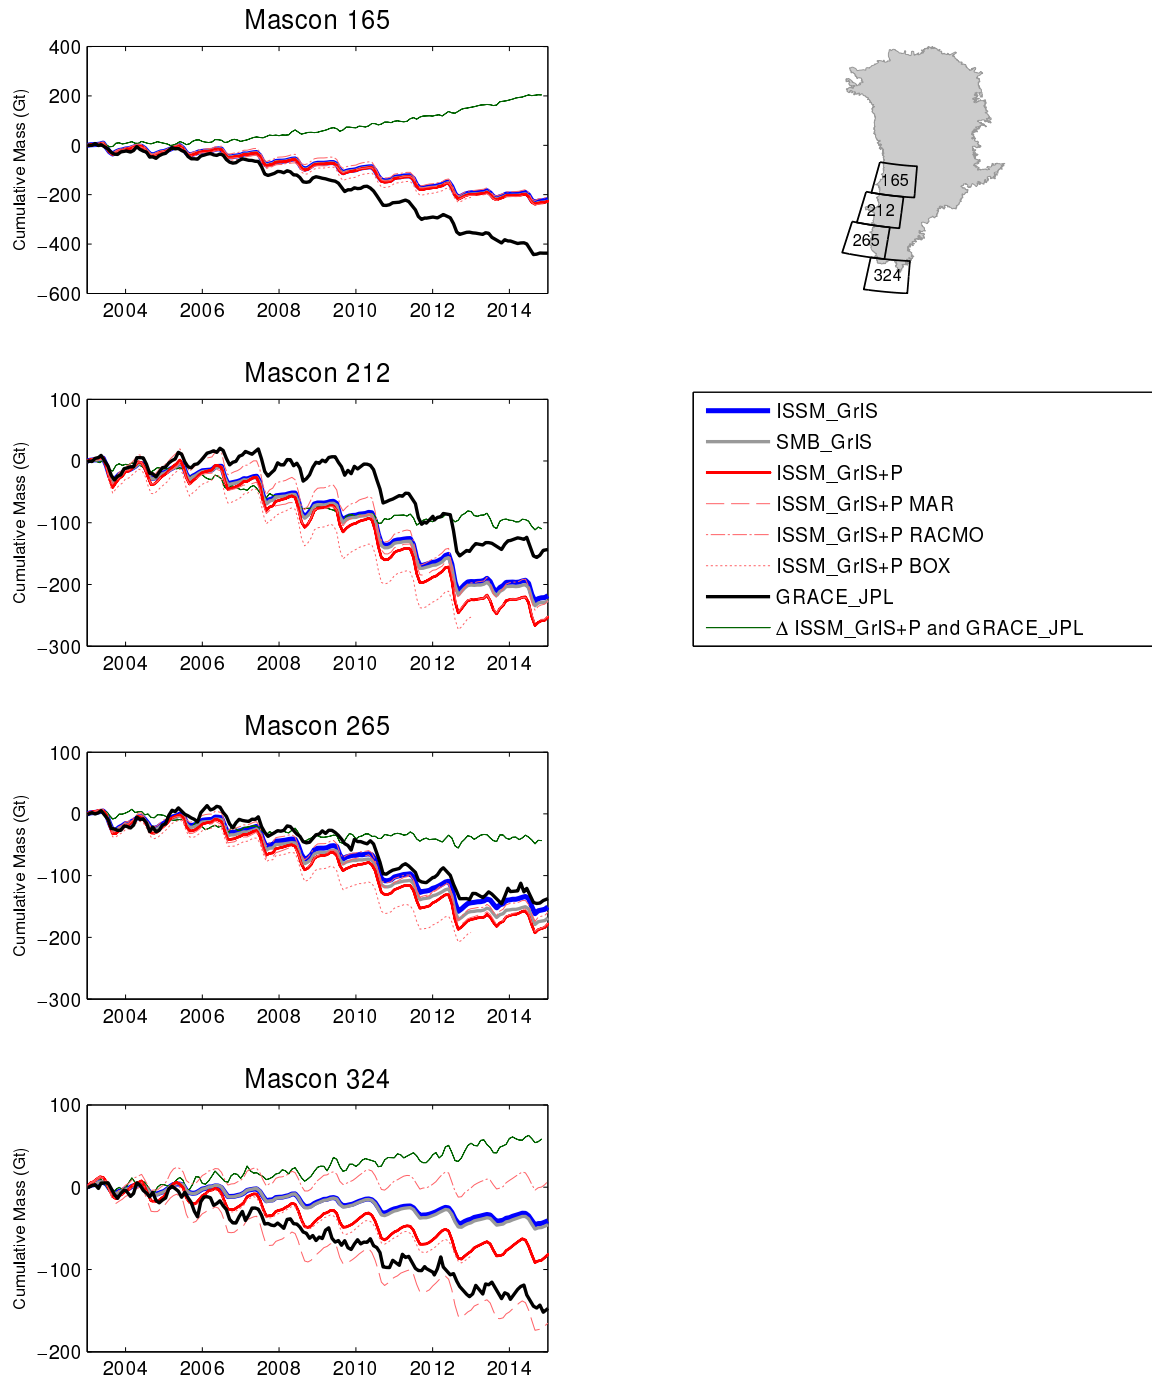 Mascon 165
Cumulative Mass (Gt)
400
200
0
−200
−400
−600
2004 2006 2008 2010 2012 2014
165
212
265
324
Mascon 212
Cumulative Mass (Gt)
100
0
−100
−200
−300
2004 2006 2008 2010 2012 2014
ISSM_GrIS
SMB_GrIS
ISSM_GrIS+P
ISSM_GrIS+P MAR
ISSM_GrIS+P RACMO
ISSM_GrIS+P BOX
GRACE_JPL
Δ ISSM_GrIS+P and GRACE_JPL
Mascon 265
Cumulative Mass (Gt)
100
0
−100
−200
−300
2004 2006 2008 2010 2012 2014
Mascon 324
Cumulative Mass (Gt)
100
0
−100
−200
2004 2006 2008 2010 2012 2014